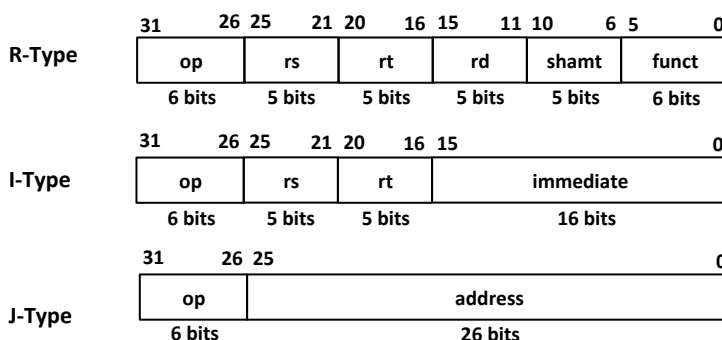 31 26 25 21 20 16 15 11 10 6 5 0
R-Type op rs rt rd shamt funct
6 bits 5 bits 5 bits 5 bits 5 bits 6 bits
31 26 25 21 20 16 15 0
I-Type op rs rt immediate
6 bits 5 bits 5 bits 16 bits
31 26 25 0
op address
J-Type
6 bits 26 bits